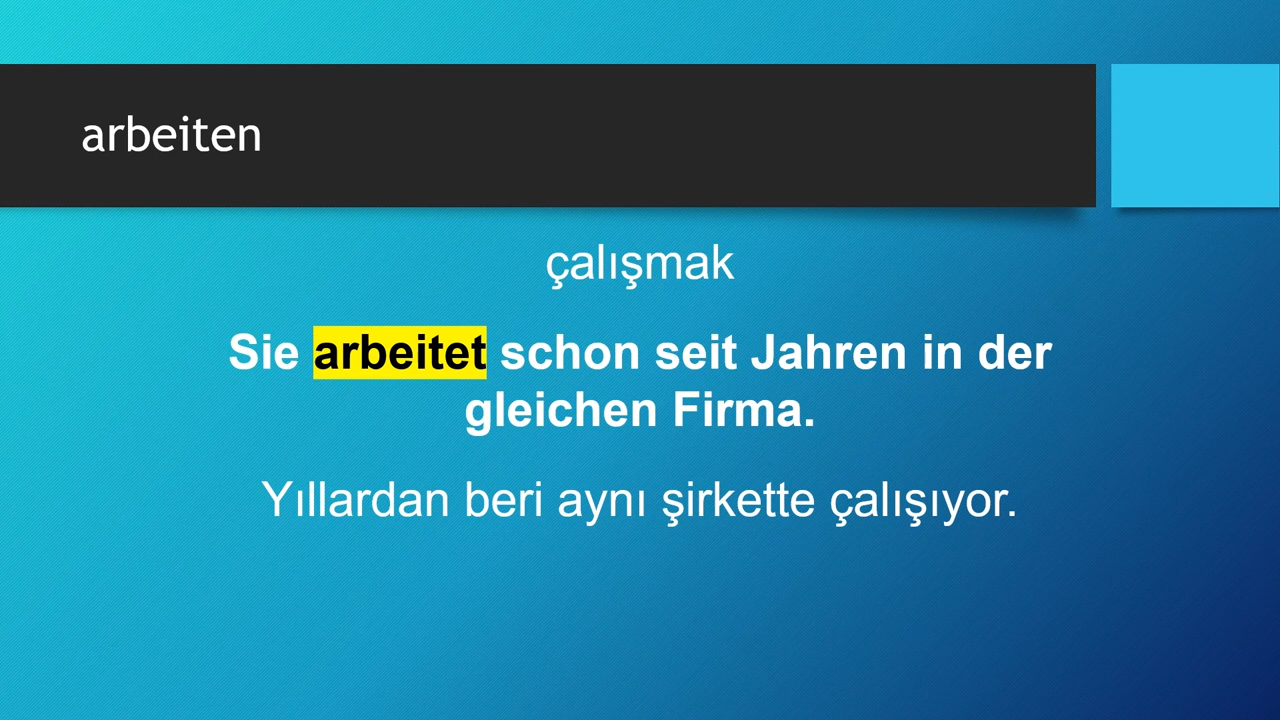 arbeiten
çalışmak
Sie arbeitet schon seit Jahren in der
gleichen Firma.
Yıllardan beri aynı şirkette çalışıyor.